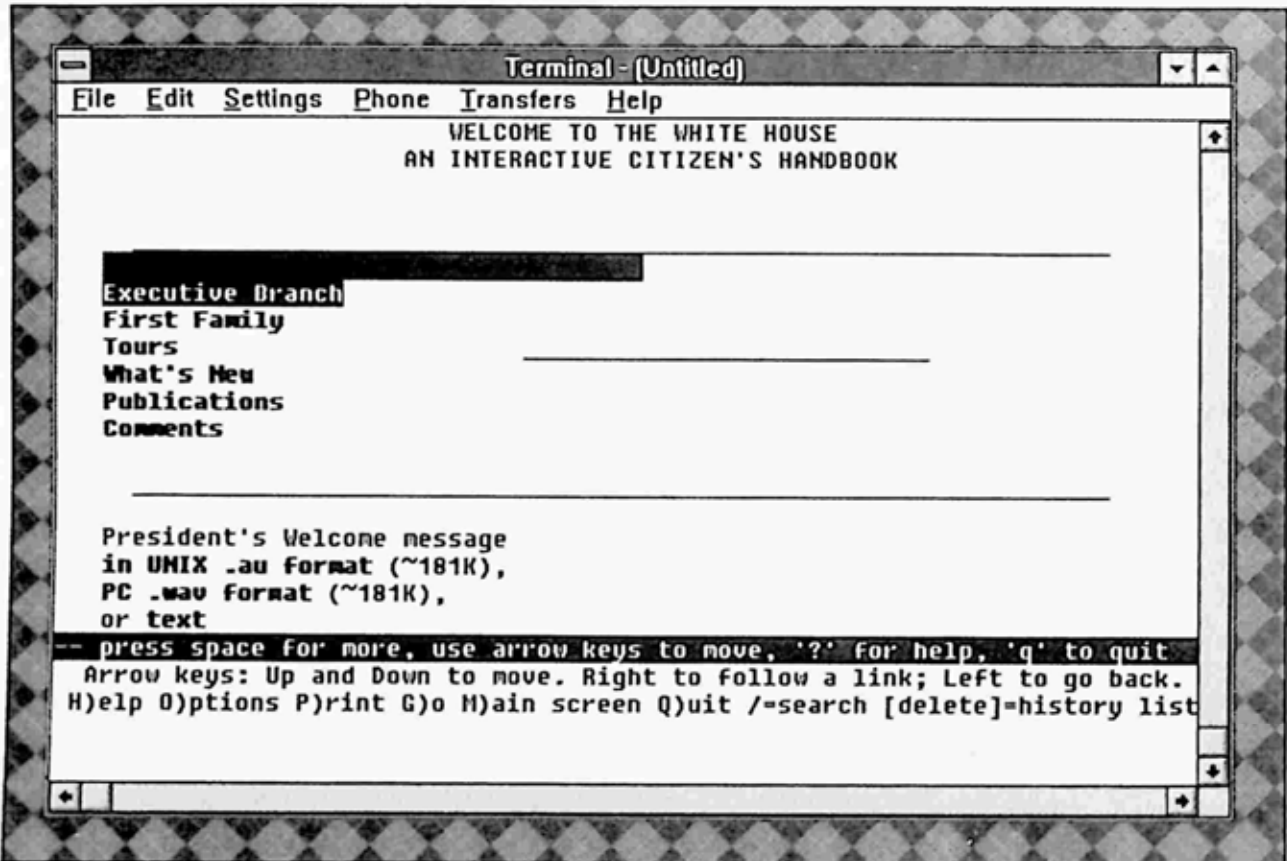 Terminal - (Untitled)
File Edit Settings Phone Transfers Help
WELCOME TO THE WHITE HOUSE
AN INTERACTIVE CITIZEN'S HANDBOOK
Executive Branch
First Family
Tours
What's New
Publications
Comments
President's Welcome message
in UNIX .au format (~181K),
PC .wav format (~181K),
or text
-- press space for more, use arrow keys to move, '?' for help, 'q' to quit
Arrow keys: Up and Down to move. Right to follow a link; Left to go back.
H)elp O)ptions P)rint G)o M)ain screen Q)uit /=search [delete]=history list